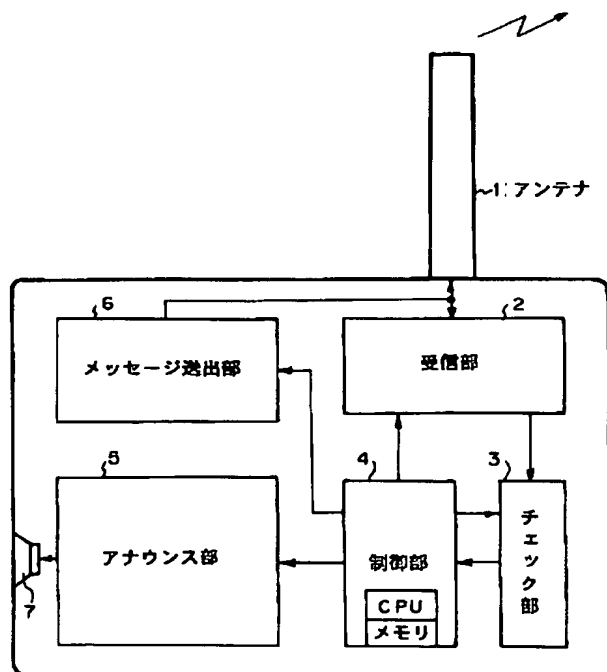 1:アンテナ
6
メッセージ送出部
2
受信部
5
アナウンス部
7
4
制御部
CPU
メモリ
3
チェック部